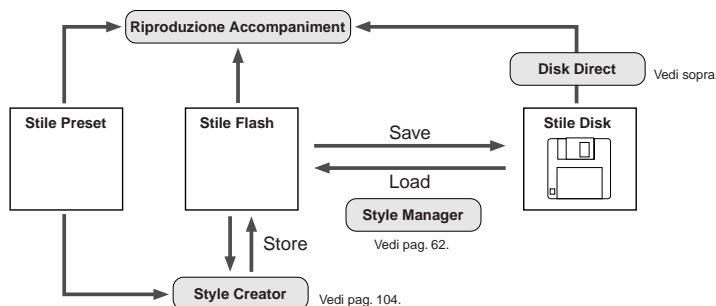 Riproduzione Accompaniment
Disk Direct
Vedi sopra.
Stile Preset
Stile Flash
Stile Disk
Save
Load
Style Manager
Vedi pag. 62.
Store
Style Creator
Vedi pag. 104.